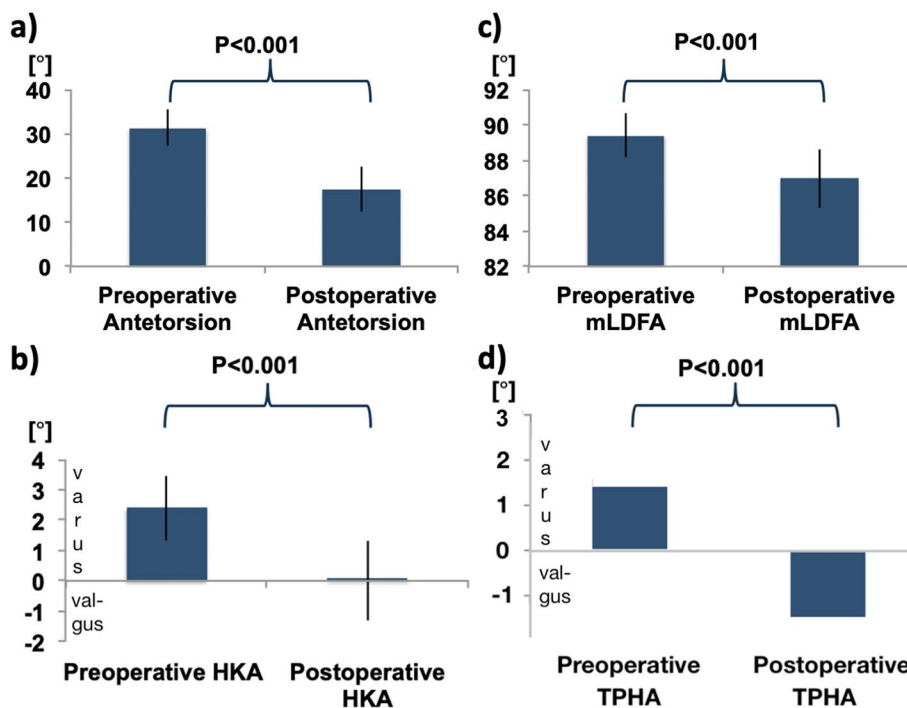 a)
P<0.001
[°]
40
30
20
10
0
Preoperative
Antetorsion
Postoperative
Antetorsion
c)
P<0.001
[°]
92
90
88
86
84
82
Preoperative
mLDFA
Postoperative
mLDFA
b)
P<0.001
[°]
4
3
2
1
0
-1
-2
varus
val-
gus
Preoperative HKA
Postoperative
HKA
d)
P<0.001
[°]
3
2
1
0
-1
varus
val-
gus
Preoperative
TPHA
Postoperative
TPHA